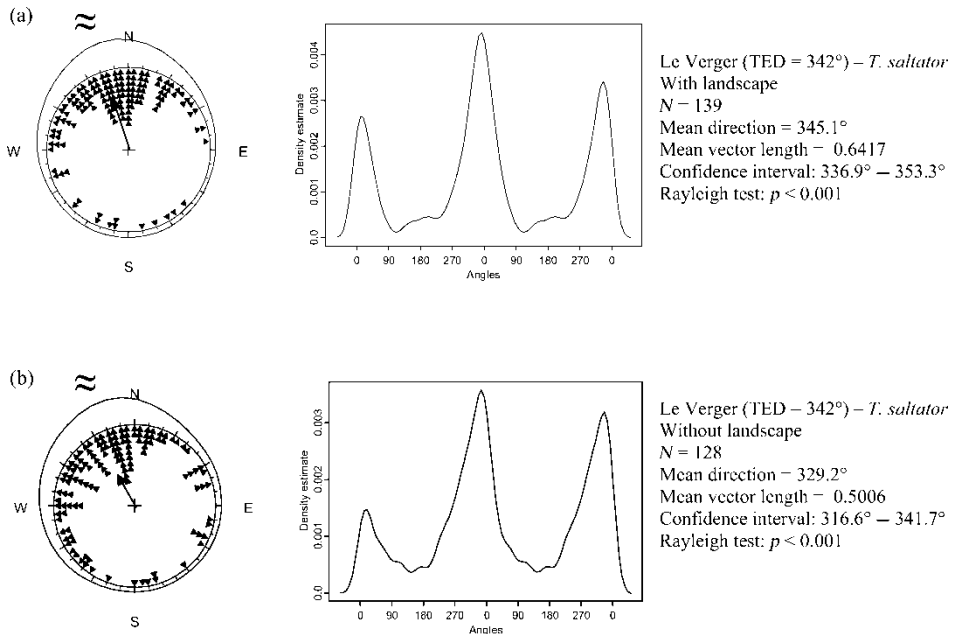 (a)
≈
N
W
E
S
Density estimate
0.004
0.003
0.002
0.001
0.0
0 90 180 270 0 90 180 270 0
Angles
Le Verger (TED = 342°) – T. saltator
With landscape
N = 139
Mean direction = 345.1°
Mean vector length = 0.6417
Confidence interval: 336.9° – 353.3°
Rayleigh test: p < 0.001
(b)
≈
N
W
E
S
Density estimate
0.003
0.002
0.001
0.0
0 90 180 270 0 90 180 270 0
Angles
Le Verger (TED – 342°) – T. saltator
Without landscape
N = 128
Mean direction = 329.2°
Mean vector length = 0.5006
Confidence interval: 316.6° – 341.7°
Rayleigh test: p < 0.001